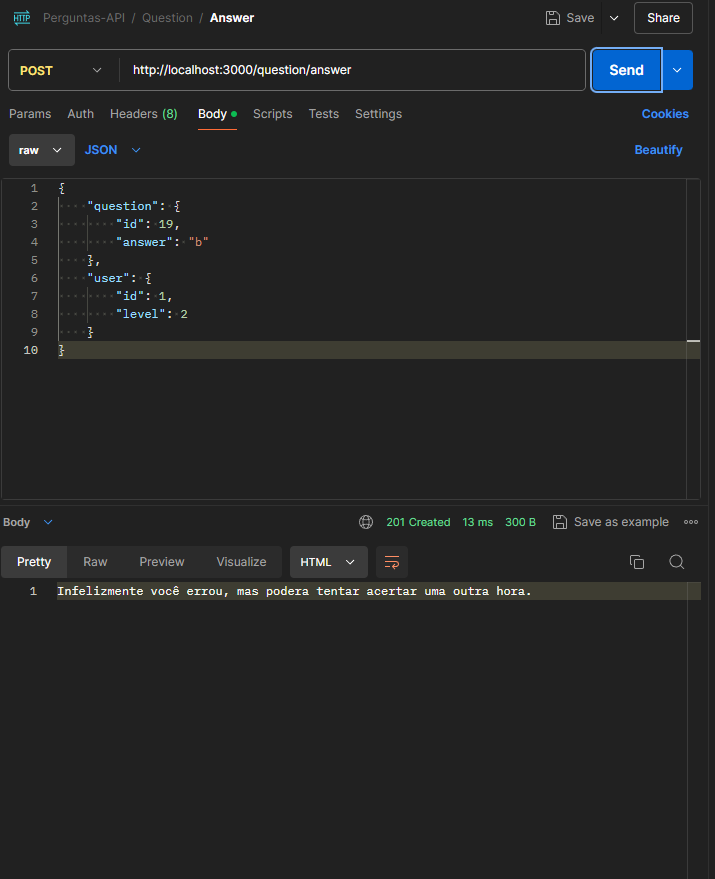 HTTP Perguntas-API / Question / Answer Save Share
POST http://localhost:3000/question/answer Send
Params Auth Headers (8) Body Scripts Tests Settings Cookies
raw JSON Beautify
1 {
2 "question": {
3 "id": 19,
4 "answer": "b"
5 },
6 "user": {
7 "id": 1,
8 "level": 2
9 }
10 }
Body 201 Created 13 ms 300 B Save as example
Pretty Raw Preview Visualize HTML
1 Infelizmente você errou, mas podera tentar acertar uma outra hora.